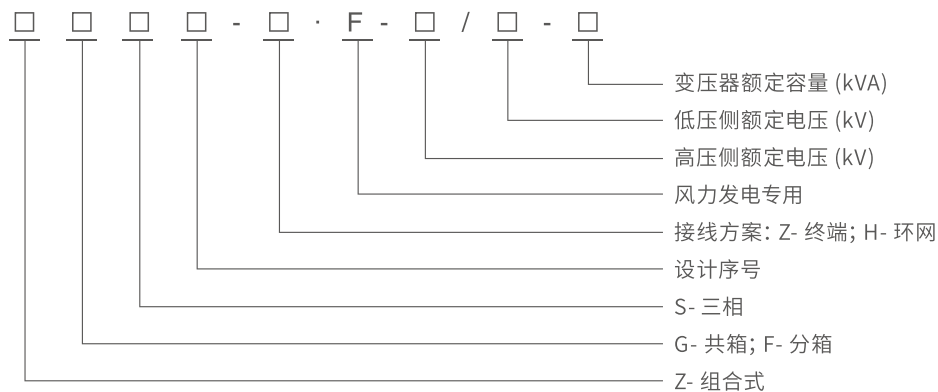 □ □ □ □ - □ · F - □ / □ - □
变压器额定容量 (kVA)
低压侧额定电压 (kV)
高压侧额定电压 (kV)
风力发电专用
接线方案：Z- 终端；H- 环网
设计序号
S- 三相
G- 共箱；F- 分箱
Z- 组合式